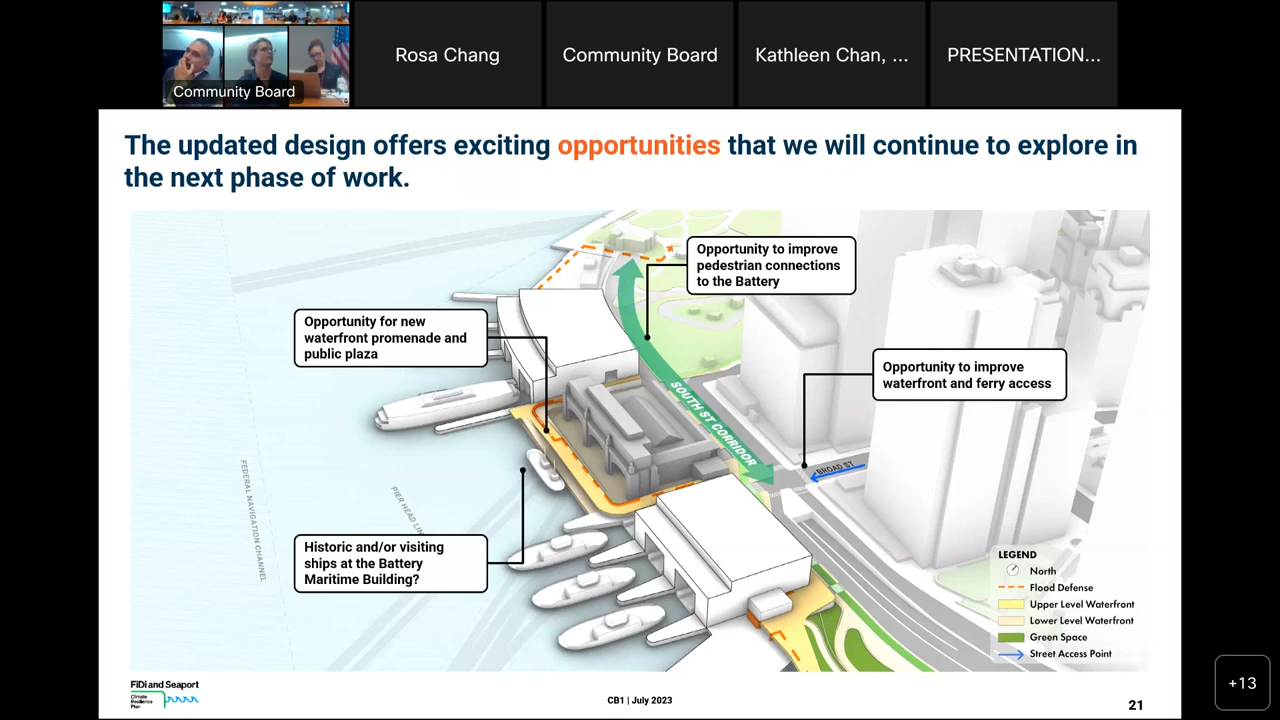 Community Board
Rosa Chang
Community Board
Kathleen Chan, ...
PRESENTATION...
The updated design offers exciting opportunities that we will continue to explore in
the next phase of work.
Opportunity to improve
pedestrian connections
to the Battery
Opportunity for new
waterfront promenade and
public plaza
Opportunity to improve
waterfront and ferry access
SOUTH ST CORRIDOR
BROAD ST
FEDERAL NAVIGATION CHANNEL
PIER HEAD LIN
Historic and/or visiting
ships at the Battery
Maritime Building?
LEGEND
North
Flood Defense
Upper Level Waterfront
Lower Level Waterfront
Green Space
Street Access Point
FiDi and Seaport
Climate
Resilience
Plan
CB1 | July 2023
21
+13